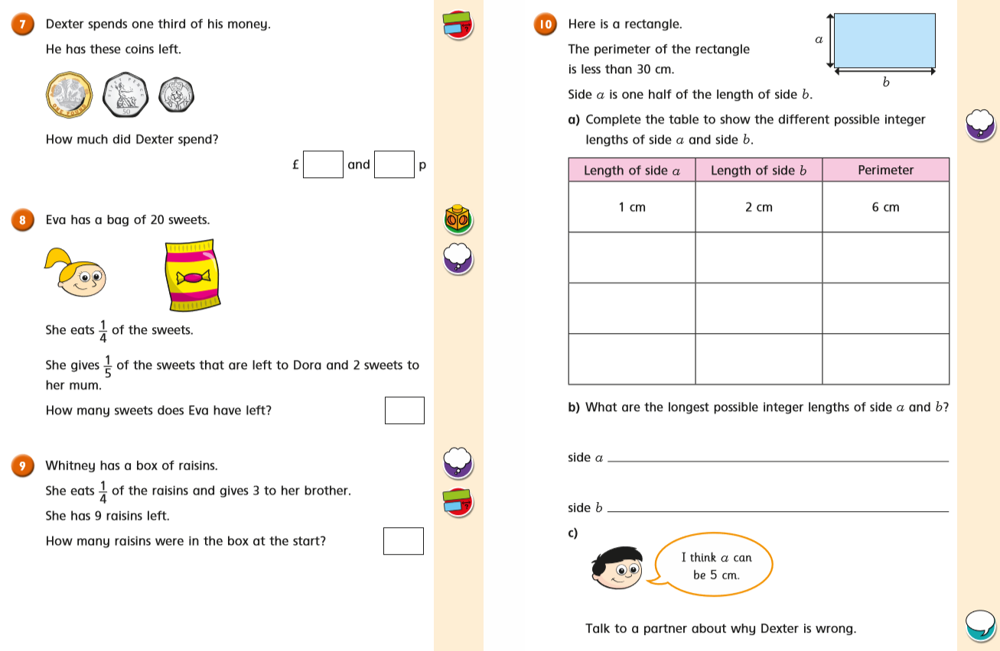 7 Dexter spends one third of his money.
He has these coins left.
ONE POUND
FIFTY PENCE
50
How much did Dexter spend?
£ and p
8 Eva has a bag of 20 sweets.
She eats 1/4 of the sweets.
She gives 1/5 of the sweets that are left to Dora and 2 sweets to
her mum.
How many sweets does Eva have left?
9 Whitney has a box of raisins.
She eats 1/4 of the raisins and gives 3 to her brother.
She has 9 raisins left.
How many raisins were in the box at the start?
10 Here is a rectangle.
The perimeter of the rectangle
is less than 30 cm.
a
b
Side a is one half of the length of side b.
a) Complete the table to show the different possible integer
lengths of side a and side b.
Length of side a Length of side b Perimeter
1 cm 2 cm 6 cm
b) What are the longest possible integer lengths of side a and b?
side a
side b
c)
I think a can
be 5 cm.
Talk to a partner about why Dexter is wrong.